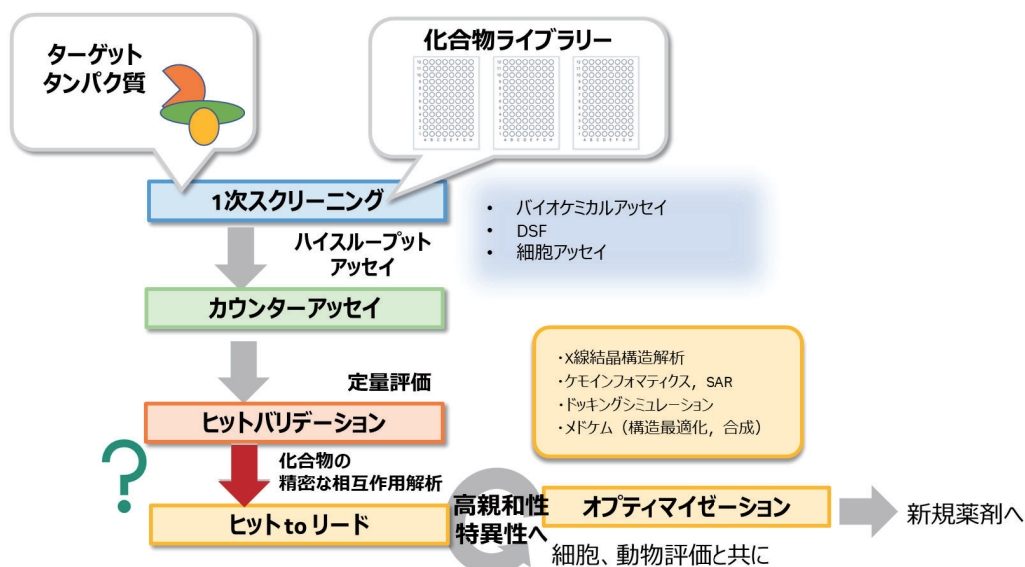 ターゲット
タンパク質
化合物ライブラリー
1次スクリーニング
・ バイオケミカルアッセイ
・ DSF
・ 細胞アッセイ
ハイスループット
アッセイ
カウンターアッセイ
・X線結晶構造解析
・ケモインフォマティクス，SAR
・ドッキングシミュレーション
・メドケム（構造最適化，合成）
定量評価
ヒットバリデーション
?
化合物の
精密な相互作用解析
ヒット to リード
高親和性
特異性へ
オプティマイゼーション
新規薬剤へ
細胞、動物評価と共に